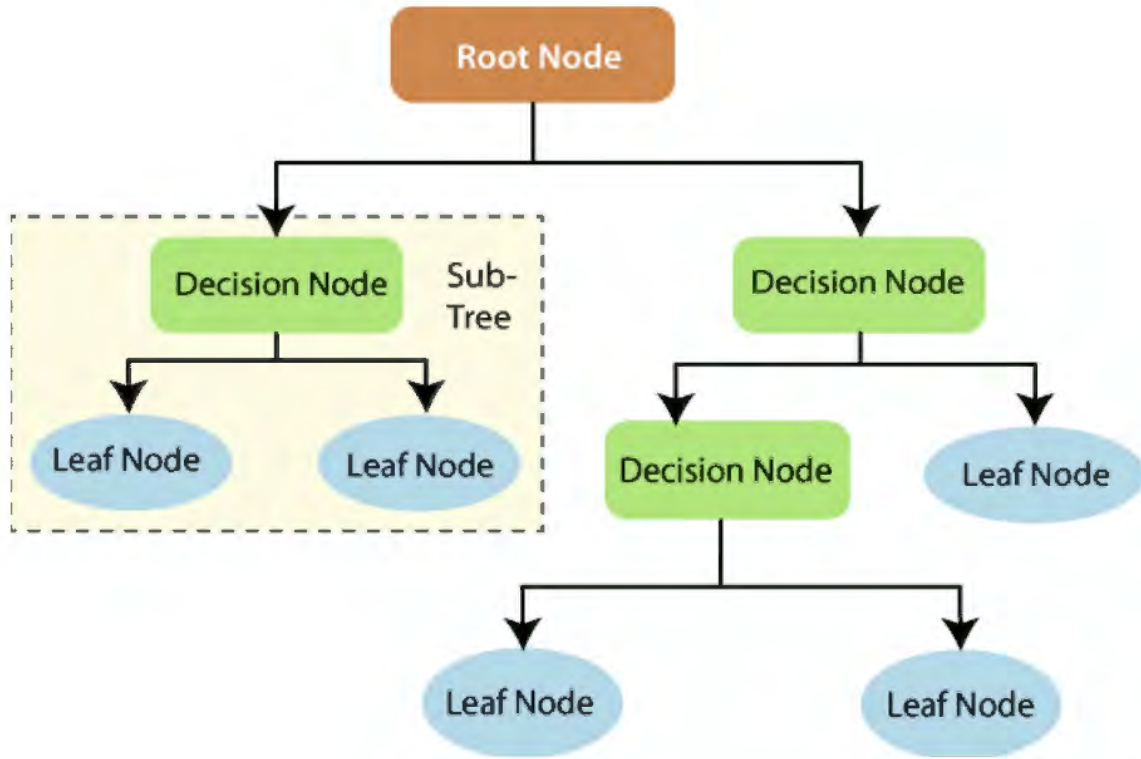 Root Node
Decision Node
Sub-
Tree
Decision Node
Leaf Node
Leaf Node
Decision Node
Leaf Node
Leaf Node
Leaf Node